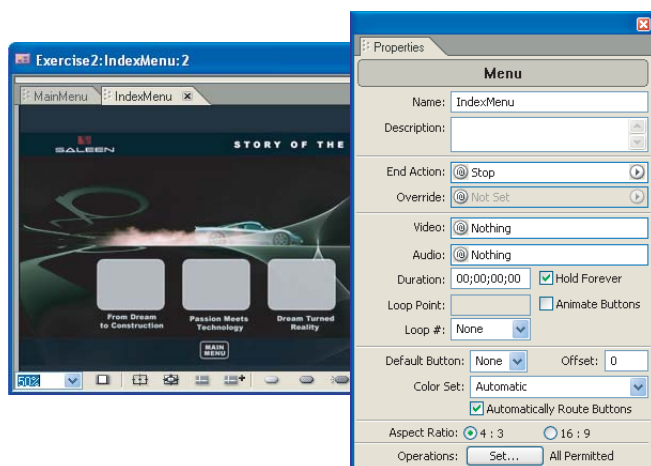 Exercise2:IndexMenu:2
MainMenu IndexMenu
SALEEN
STORY OF THE
From Dream
to Construction
Passion Meets
Technology
Dream Turned
Reality
MAIN
MENU
50%
Properties
Menu
Name: IndexMenu
Description:
End Action: Stop
Override: Not Set
Video: Nothing
Audio: Nothing
Duration: 00;00;00;00 Hold Forever
Loop Point: Animate Buttons
Loop #: None
Default Button: None Offset: 0
Color Set: Automatic
Automatically Route Buttons
Aspect Ratio: 4 : 3 16 : 9
Operations: Set... All Permitted